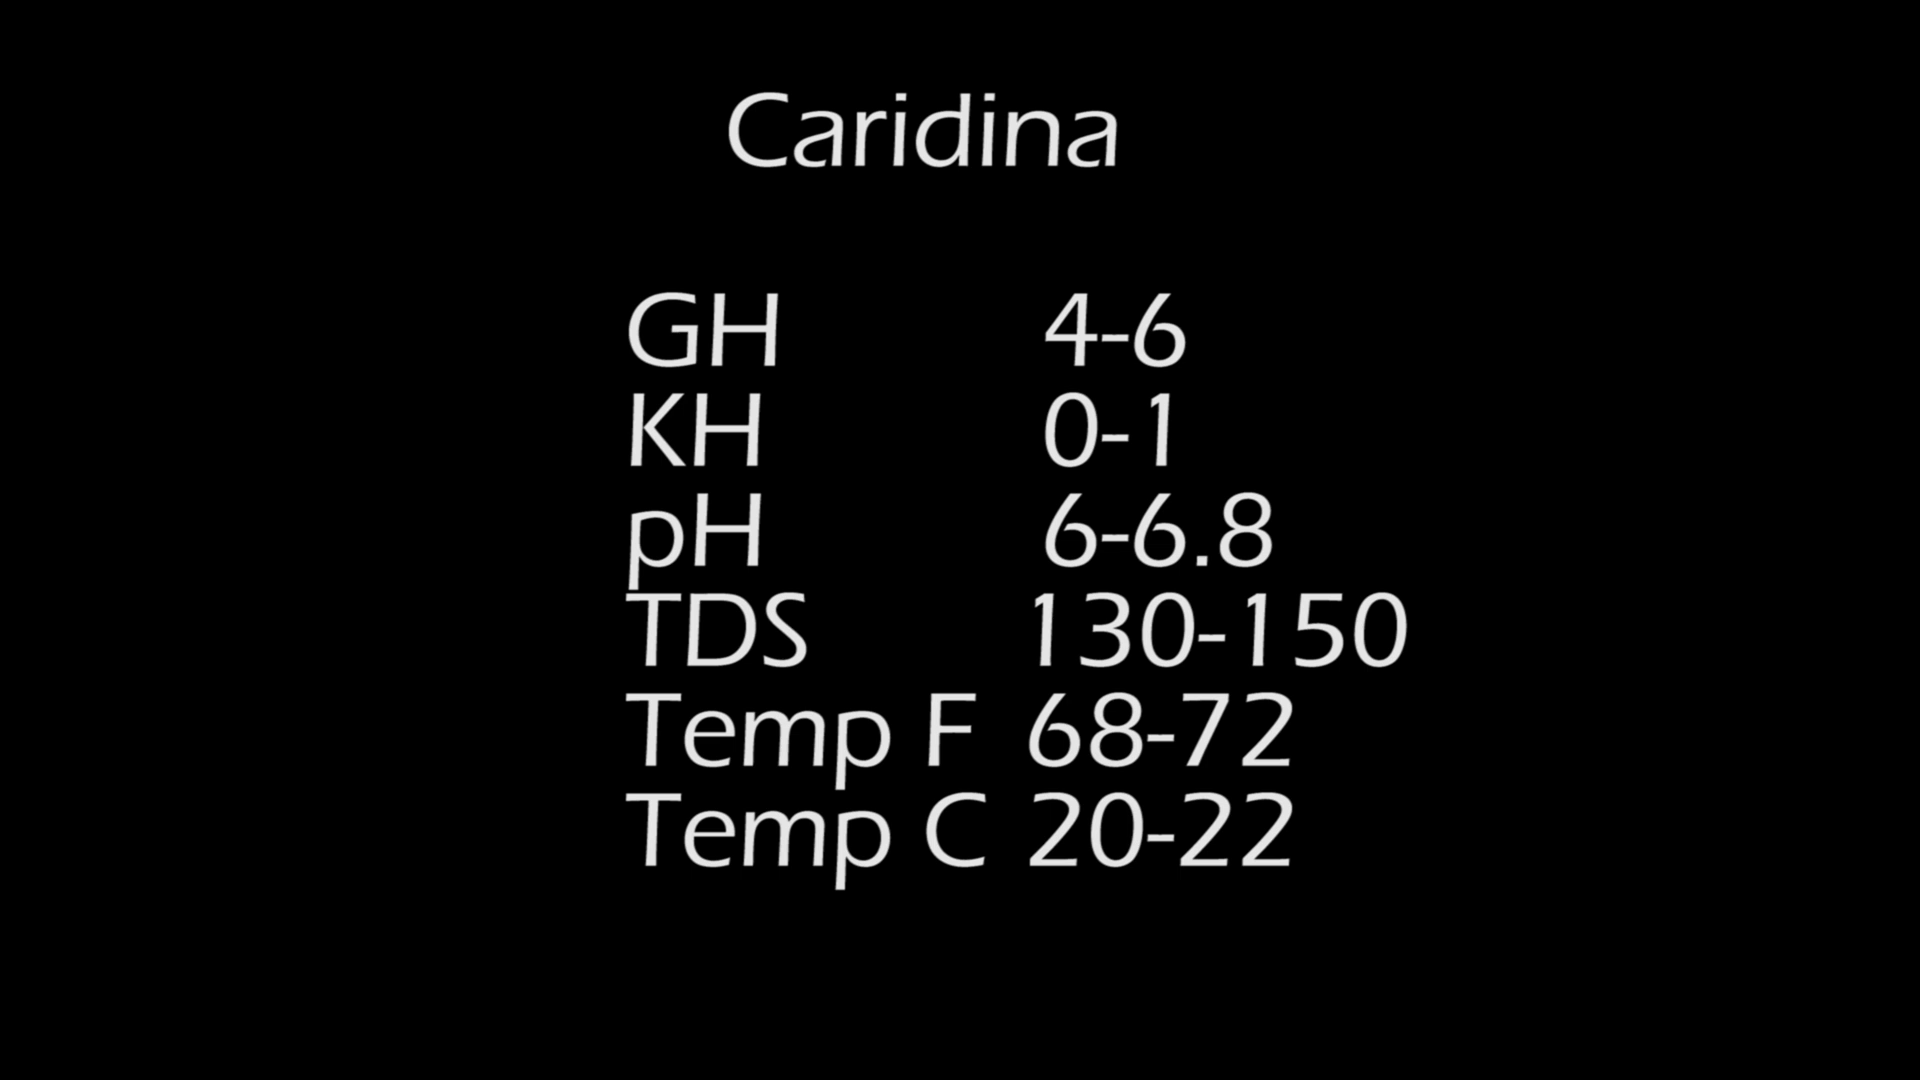 Caridina
GH 4-6
KH 0-1
pH 6-6.8
TDS 130-150
Temp F 68-72
Temp C 20-22